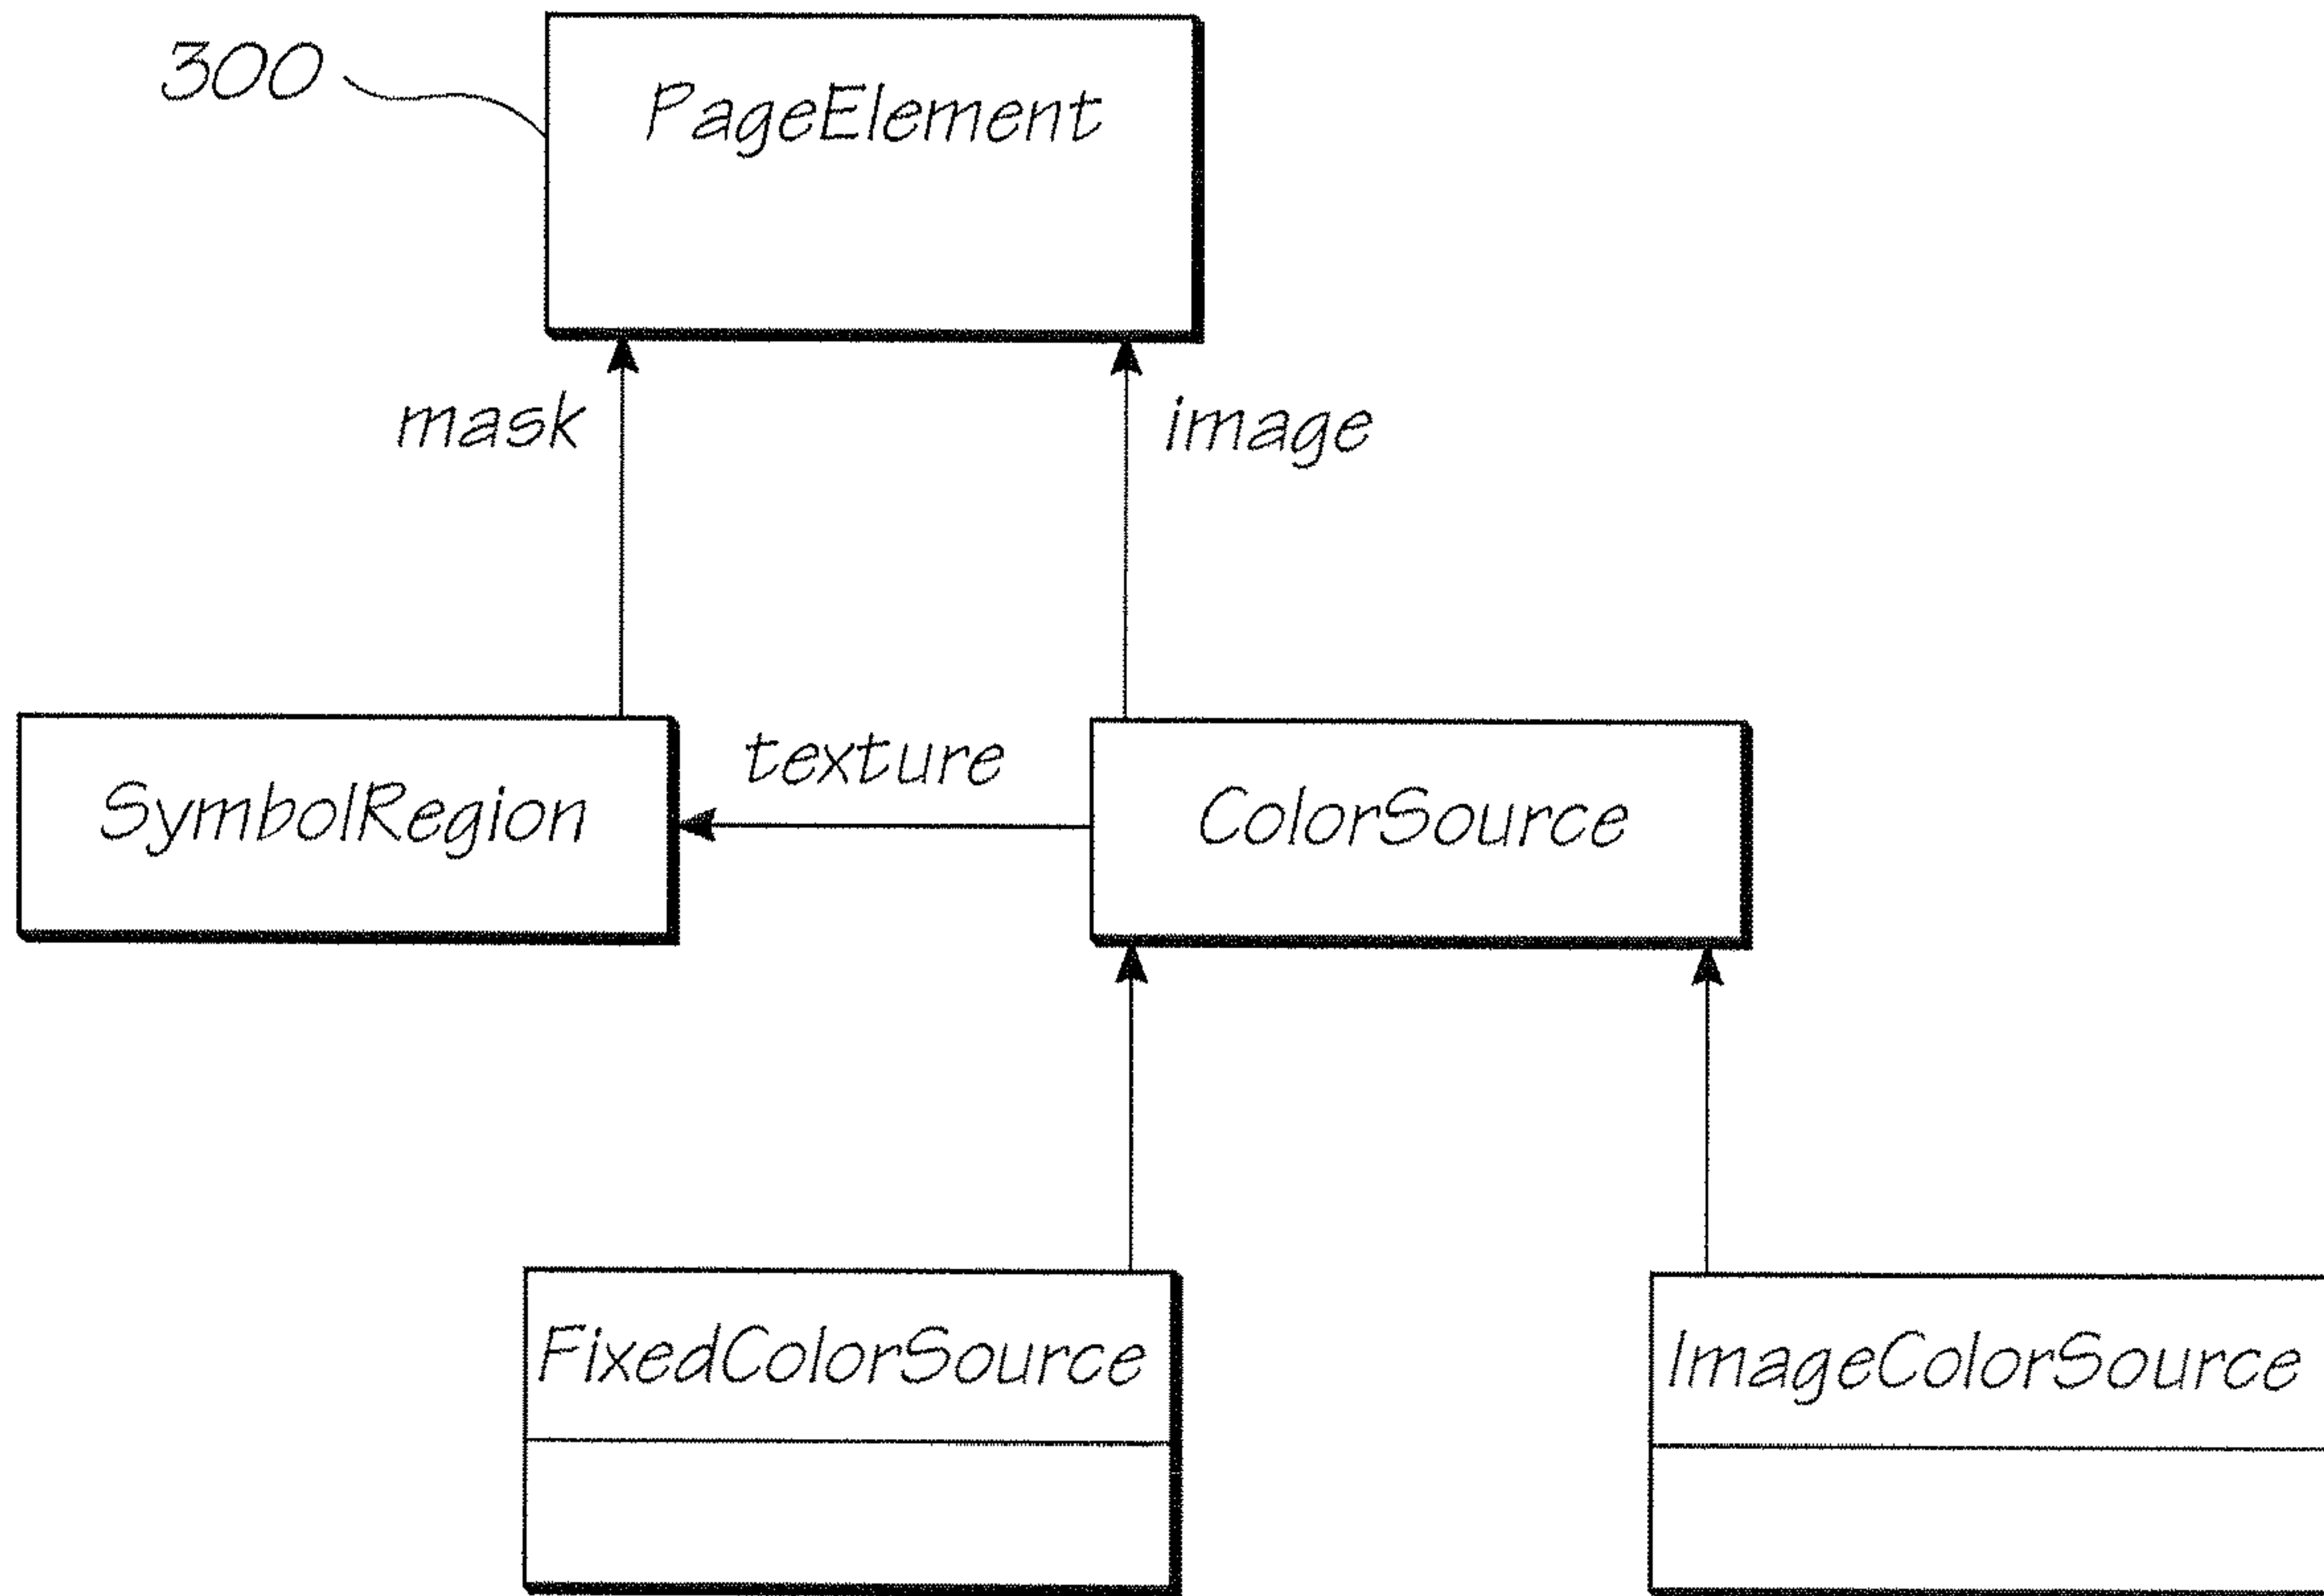 300
PageElement
mask
image
texture
SymbolRegion
ColorSource
FixedColorSource
ImageColorSource